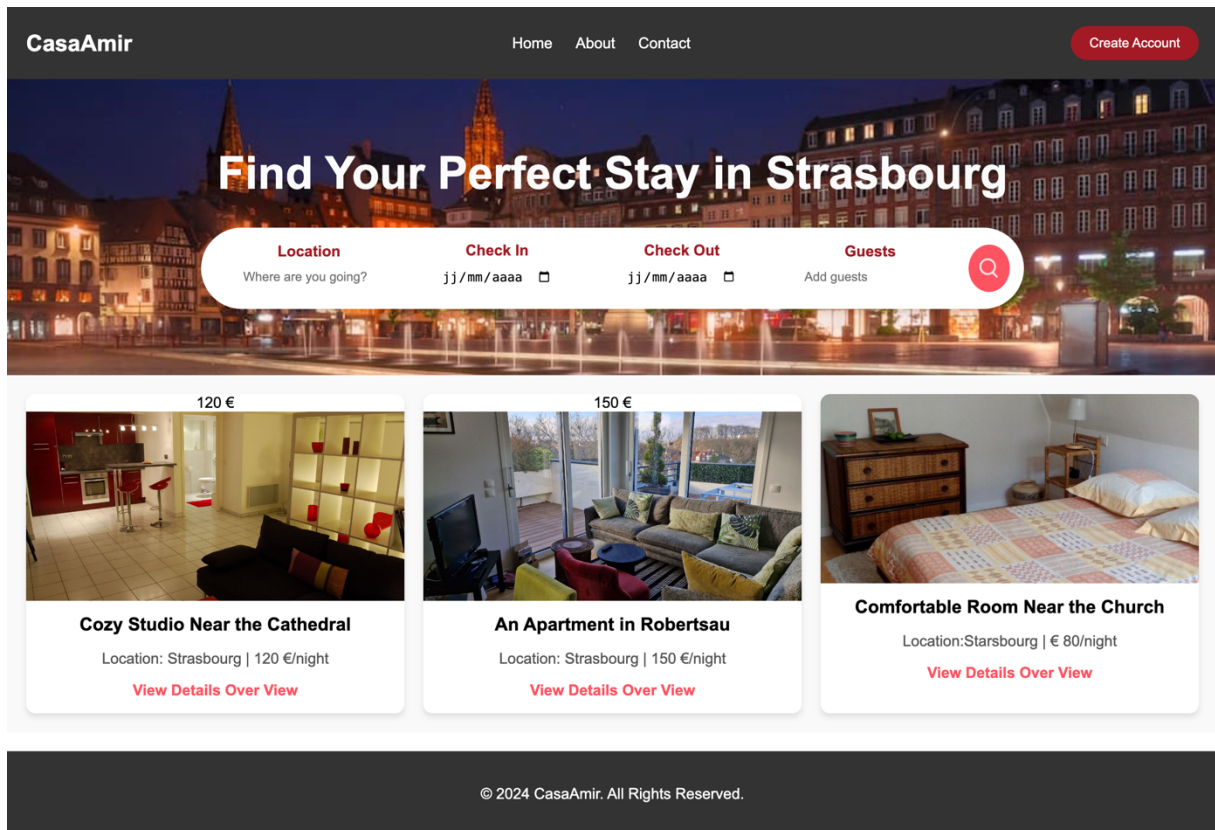 CasaAmir
Home About Contact
Create Account
Find Your Perfect Stay in Strasbourg
Location Check In Check Out Guests
Where are you going? jj/mm/aaaa jj/mm/aaaa Add guests
120 € 150 €
Cozy Studio Near the Cathedral
Location: Strasbourg | 120 €/night
View Details Over View
An Apartment in Robertsau
Location: Strasbourg | 150 €/night
View Details Over View
Comfortable Room Near the Church
Location:Starsbourg | € 80/night
View Details Over View
© 2024 CasaAmir. All Rights Reserved.